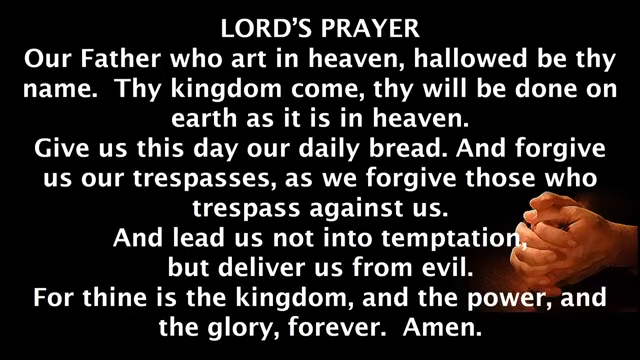 LORD’S PRAYER
Our Father who art in heaven, hallowed be thy
name.  Thy kingdom come, thy will be done on
earth as it is in heaven.
Give us this day our daily bread. And forgive
us our trespasses, as we forgive those who
trespass against us.
And lead us not into temptation,
but deliver us from evil.
For thine is the kingdom, and the power, and
the glory, forever.  Amen.